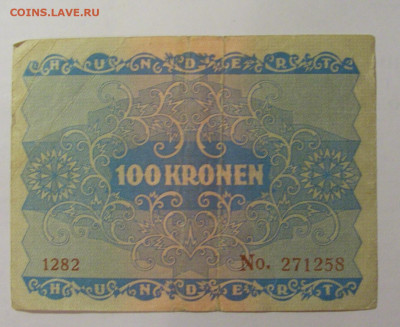 COINS.LAVE.RU
HUNDERT
100 KRONEN
1282 No. 271258
HUNDERT